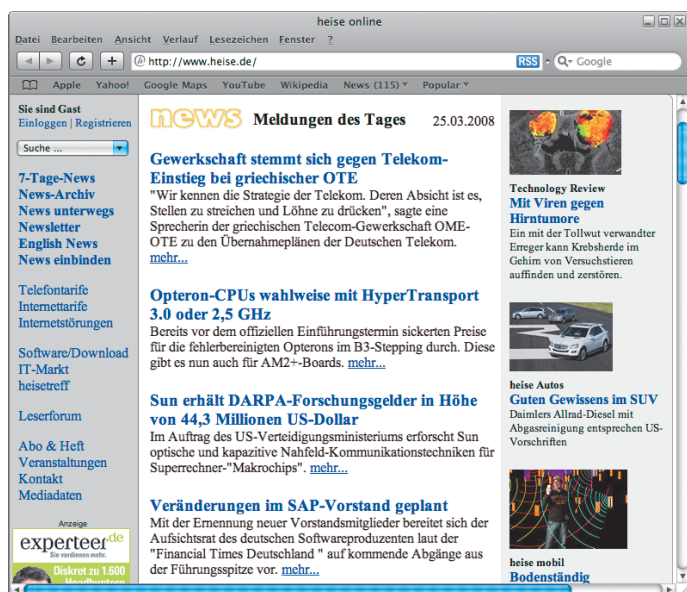 heise online
Datei Bearbeiten Ansicht Verlauf Lesezeichen Fenster ?
http://www.heise.de/
RSS
Google
Apple Yahoo! Google Maps YouTube Wikipedia News (115) Popular
Sie sind Gast
Einloggen | Registrieren
Suche ...
7-Tage-News
News-Archiv
News unterwegs
Newsletter
English News
News einbinden
Telefontarife
Internettarife
Internetstörungen
Software/Download
IT-Markt
heisetreff
Leserforum
Abo & Heft
Veranstaltungen
Kontakt
Mediadaten
Anzeige
experteer.de
Sie verdienen mehr.
Diskret zu 1.600
Headhuntern
news Meldungen des Tages 25.03.2008
Gewerkschaft stemmt sich gegen Telekom-
Einstieg bei griechischer OTE
"Wir kennen die Strategie der Telekom. Deren Absicht ist es,
Stellen zu streichen und Löhne zu drücken", sagte eine
Sprecherin der griechischen Telecom-Gewerkschaft OME-
OTE zu den Übernahmeplänen der Deutschen Telekom.
mehr...
Opteron-CPUs wahlweise mit HyperTransport
3.0 oder 2,5 GHz
Bereits vor dem offiziellen Einführungstermin sickerten Preise
für die fehlerbereinigten Opterons im B3-Stepping durch. Diese
gibt es nun auch für AM2+-Boards. mehr...
Sun erhält DARPA-Forschungsgelder in Höhe
von 44,3 Millionen US-Dollar
Im Auftrag des US-Verteidigungsministeriums erforscht Sun
optische und kapazitive Nahfeld-Kommunikationstechniken für
Superrechner-"Makrochips". mehr...
Veränderungen im SAP-Vorstand geplant
Mit der Ernennung neuer Vorstandsmitglieder bereitet sich der
Aufsichtsrat des deutschen Softwareproduzenten laut der
"Financial Times Deutschland " auf kommende Abgänge aus
der Führungsspitze vor. mehr...
Technology Review
Mit Viren gegen
Hirntumore
Ein mit der Tollwut verwandter
Erreger kann Krebsherde im
Gehirn von Versuchstieren
auffinden und zerstören.
heise Autos
Guten Gewissens im SUV
Daimlers Allrad-Diesel mit
Abgasreinigung entsprechen US-
Vorschriften
heise mobil
Bodenständig